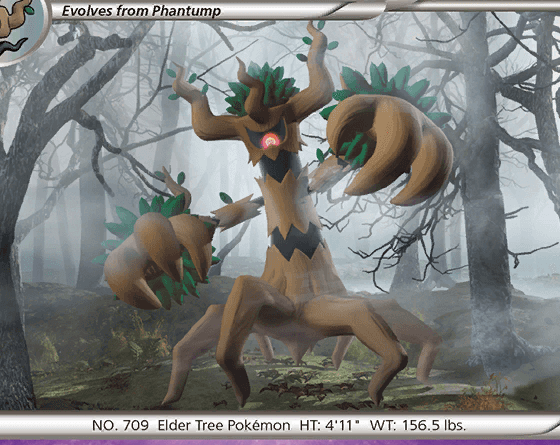 Evolves from Phantump
NO. 709 Elder Tree Pokémon HT: 4'11" WT: 156.5 lbs.